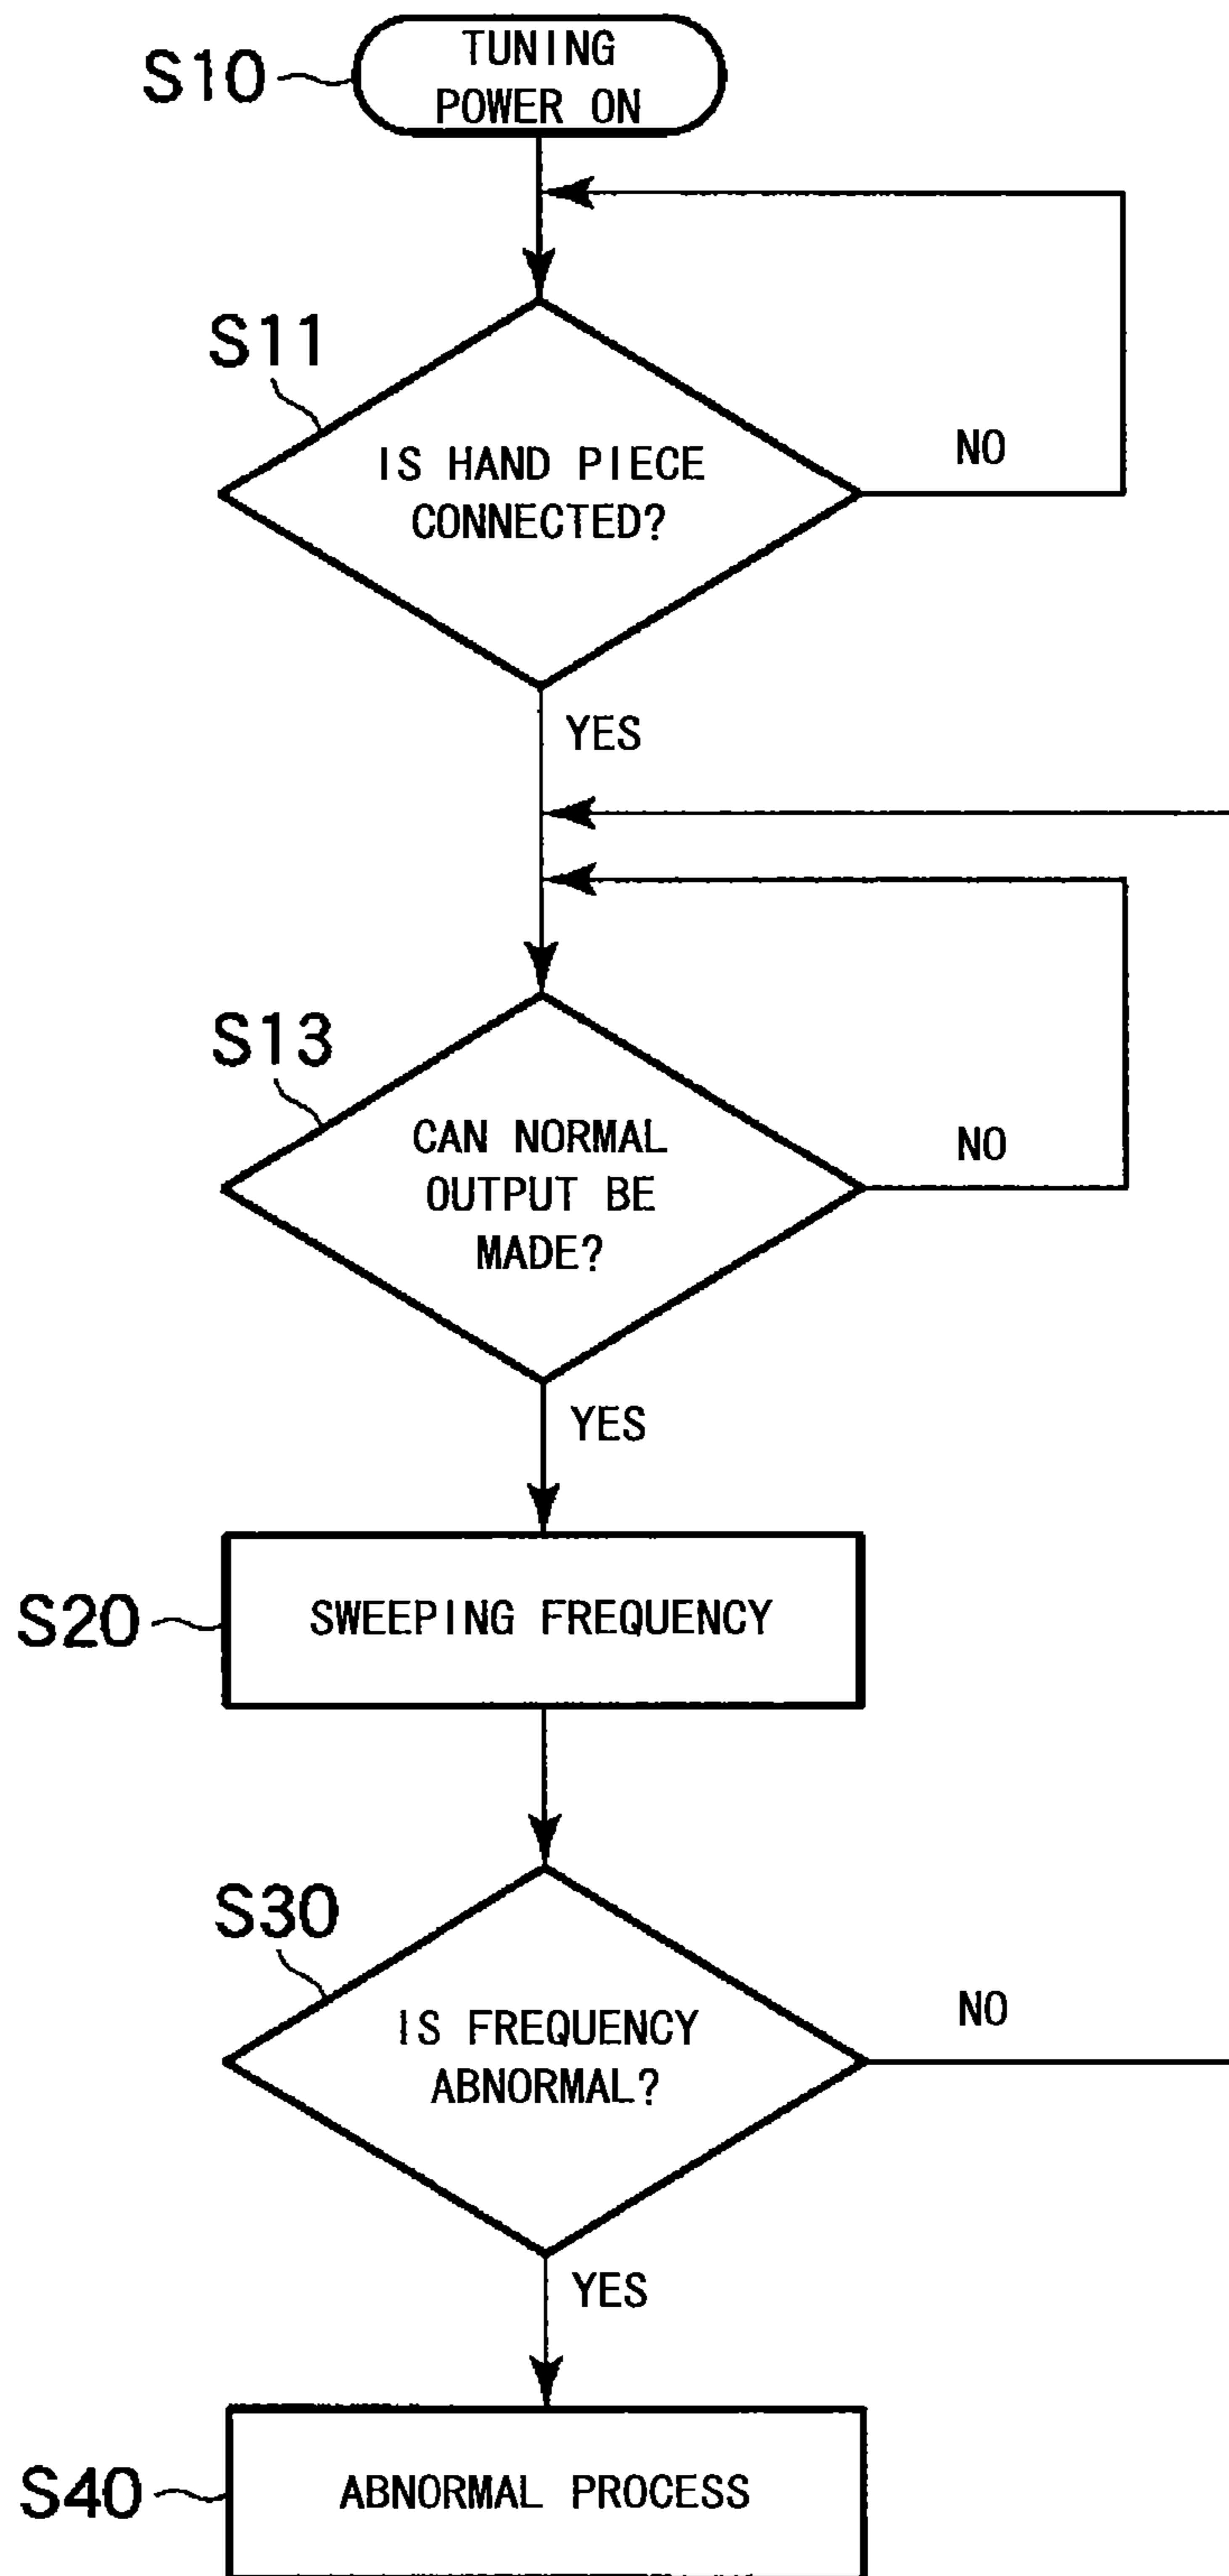 S10
TUNING
POWER ON
S11
IS HAND PIECE
CONNECTED?
NO
YES
S13
CAN NORMAL
OUTPUT BE
MADE?
NO
YES
S20
SWEEPING FREQUENCY
S30
IS FREQUENCY
ABNORMAL?
NO
YES
S40
ABNORMAL PROCESS